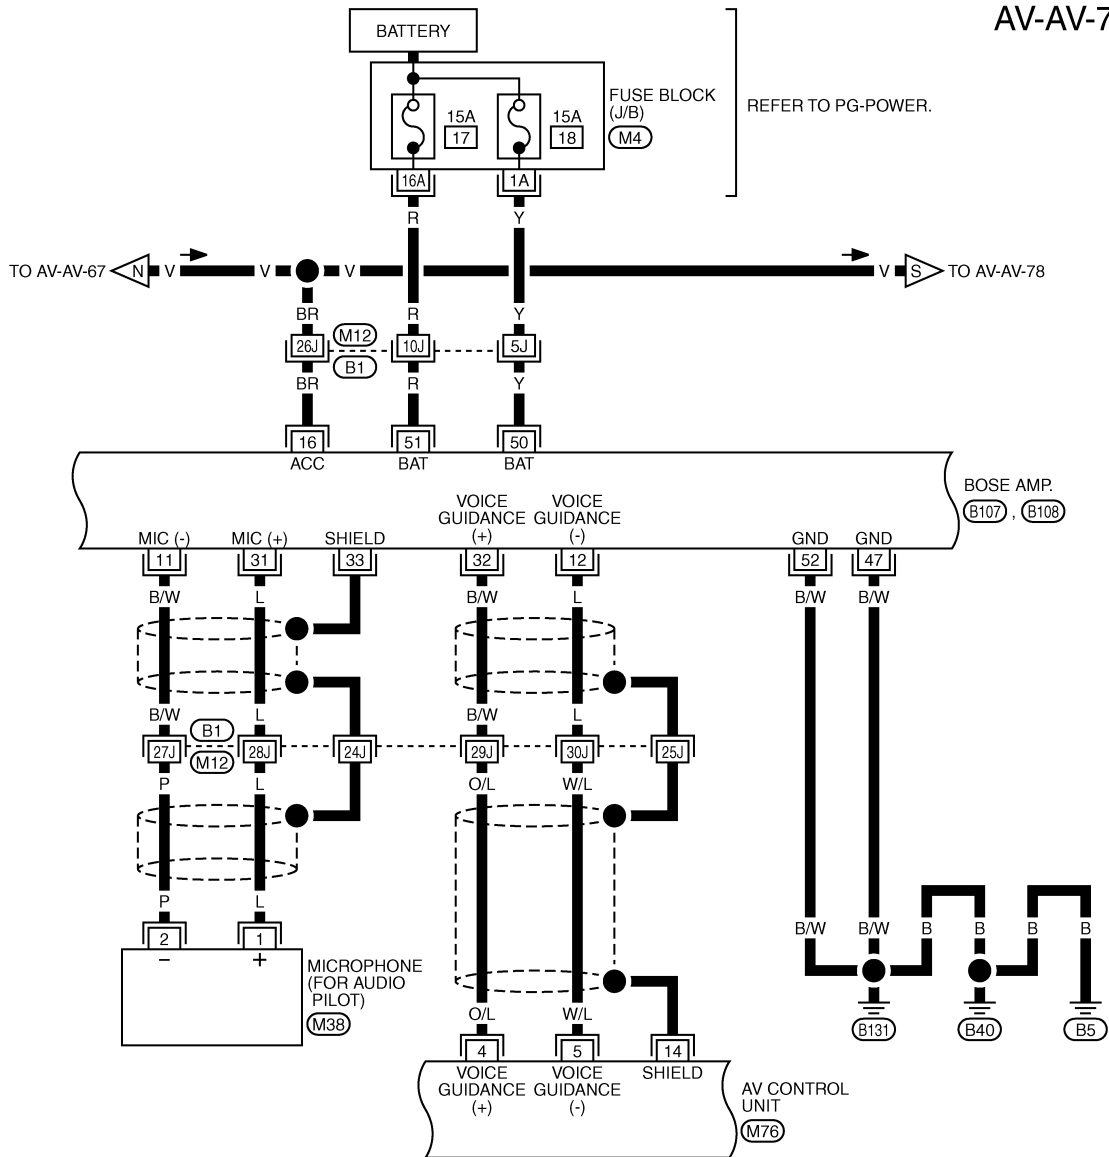 AV-AV-7
BATTERY
FUSE BLOCK
(J/B)
M4
REFER TO PG-POWER.
15A
17
15A
18
16A
1A
R
Y
TO AV-AV-67
N
V
V
V
V
S
TO AV-AV-78
BR
R
Y
26J
M12
10J
5J
B1
BR
R
Y
16
51
50
ACC
BAT
BAT
BOSE AMP.
B107 , B108
VOICE
GUIDANCE
(+)
VOICE
GUIDANCE
(-)
MIC (-)
MIC (+)
SHIELD
GND
GND
11
31
33
32
12
52
47
B/W
L
B/W
L
B/W
B/W
B/W
L
B/W
L
B1
27J
28J
24J
29J
30J
25J
M12
P
L
O/L
W/L
P
L
B/W
B/W
B
B
B
B
2
1
−
+
MICROPHONE
(FOR AUDIO
PILOT)
M38
B131
B40
B5
O/L
W/L
4
5
14
VOICE
GUIDANCE
(+)
VOICE
GUIDANCE
(-)
SHIELD
AV CONTROL
UNIT
M76